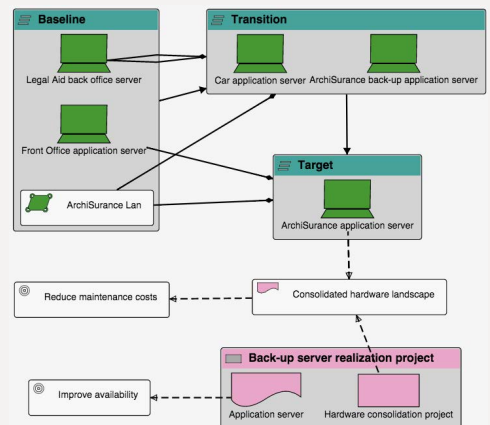 Baseline
Transition
Legal Aid back office server
Car application server
ArchiSurance back-up application server
Front Office application server
Target
ArchiSurance Lan
ArchiSurance application server
Reduce maintenance costs
Consolidated hardware landscape
Back-up server realization project
Improve availability
Application server
Hardware consolidation project